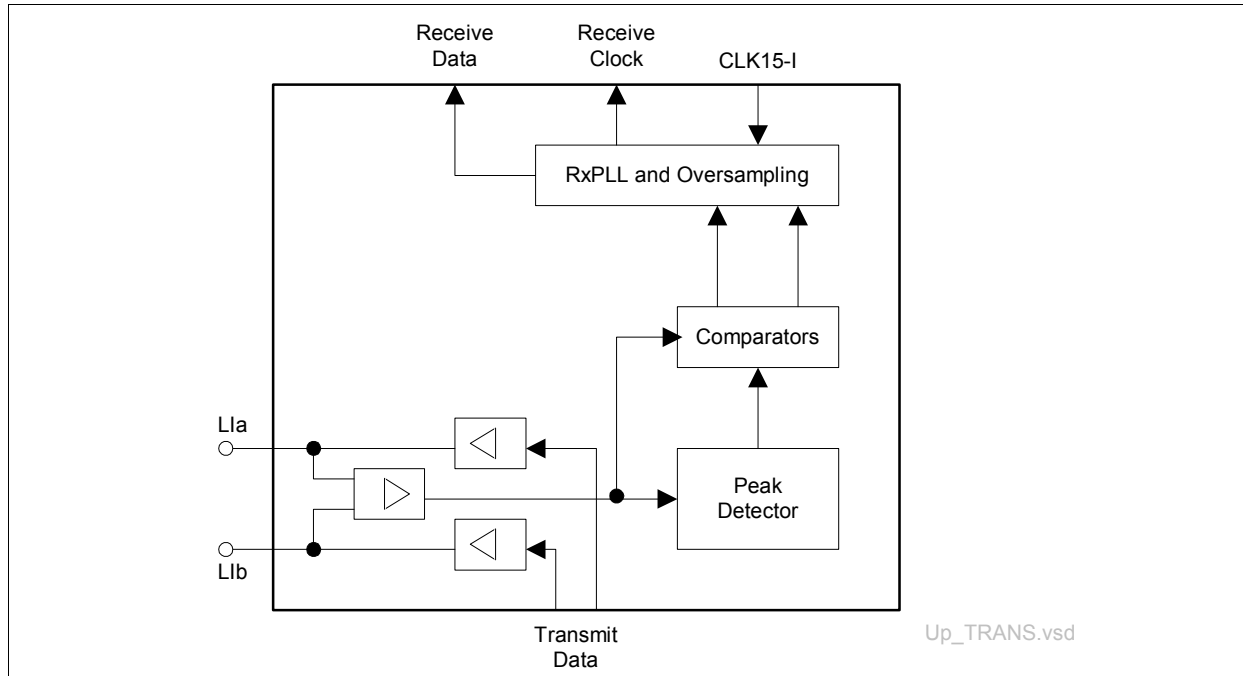 Receive
Data
Receive
Clock
CLK15-I
RxPLL and Oversampling
Comparators
LIa
Peak
Detector
LIb
Transmit
Data
Up_TRANS.vsd